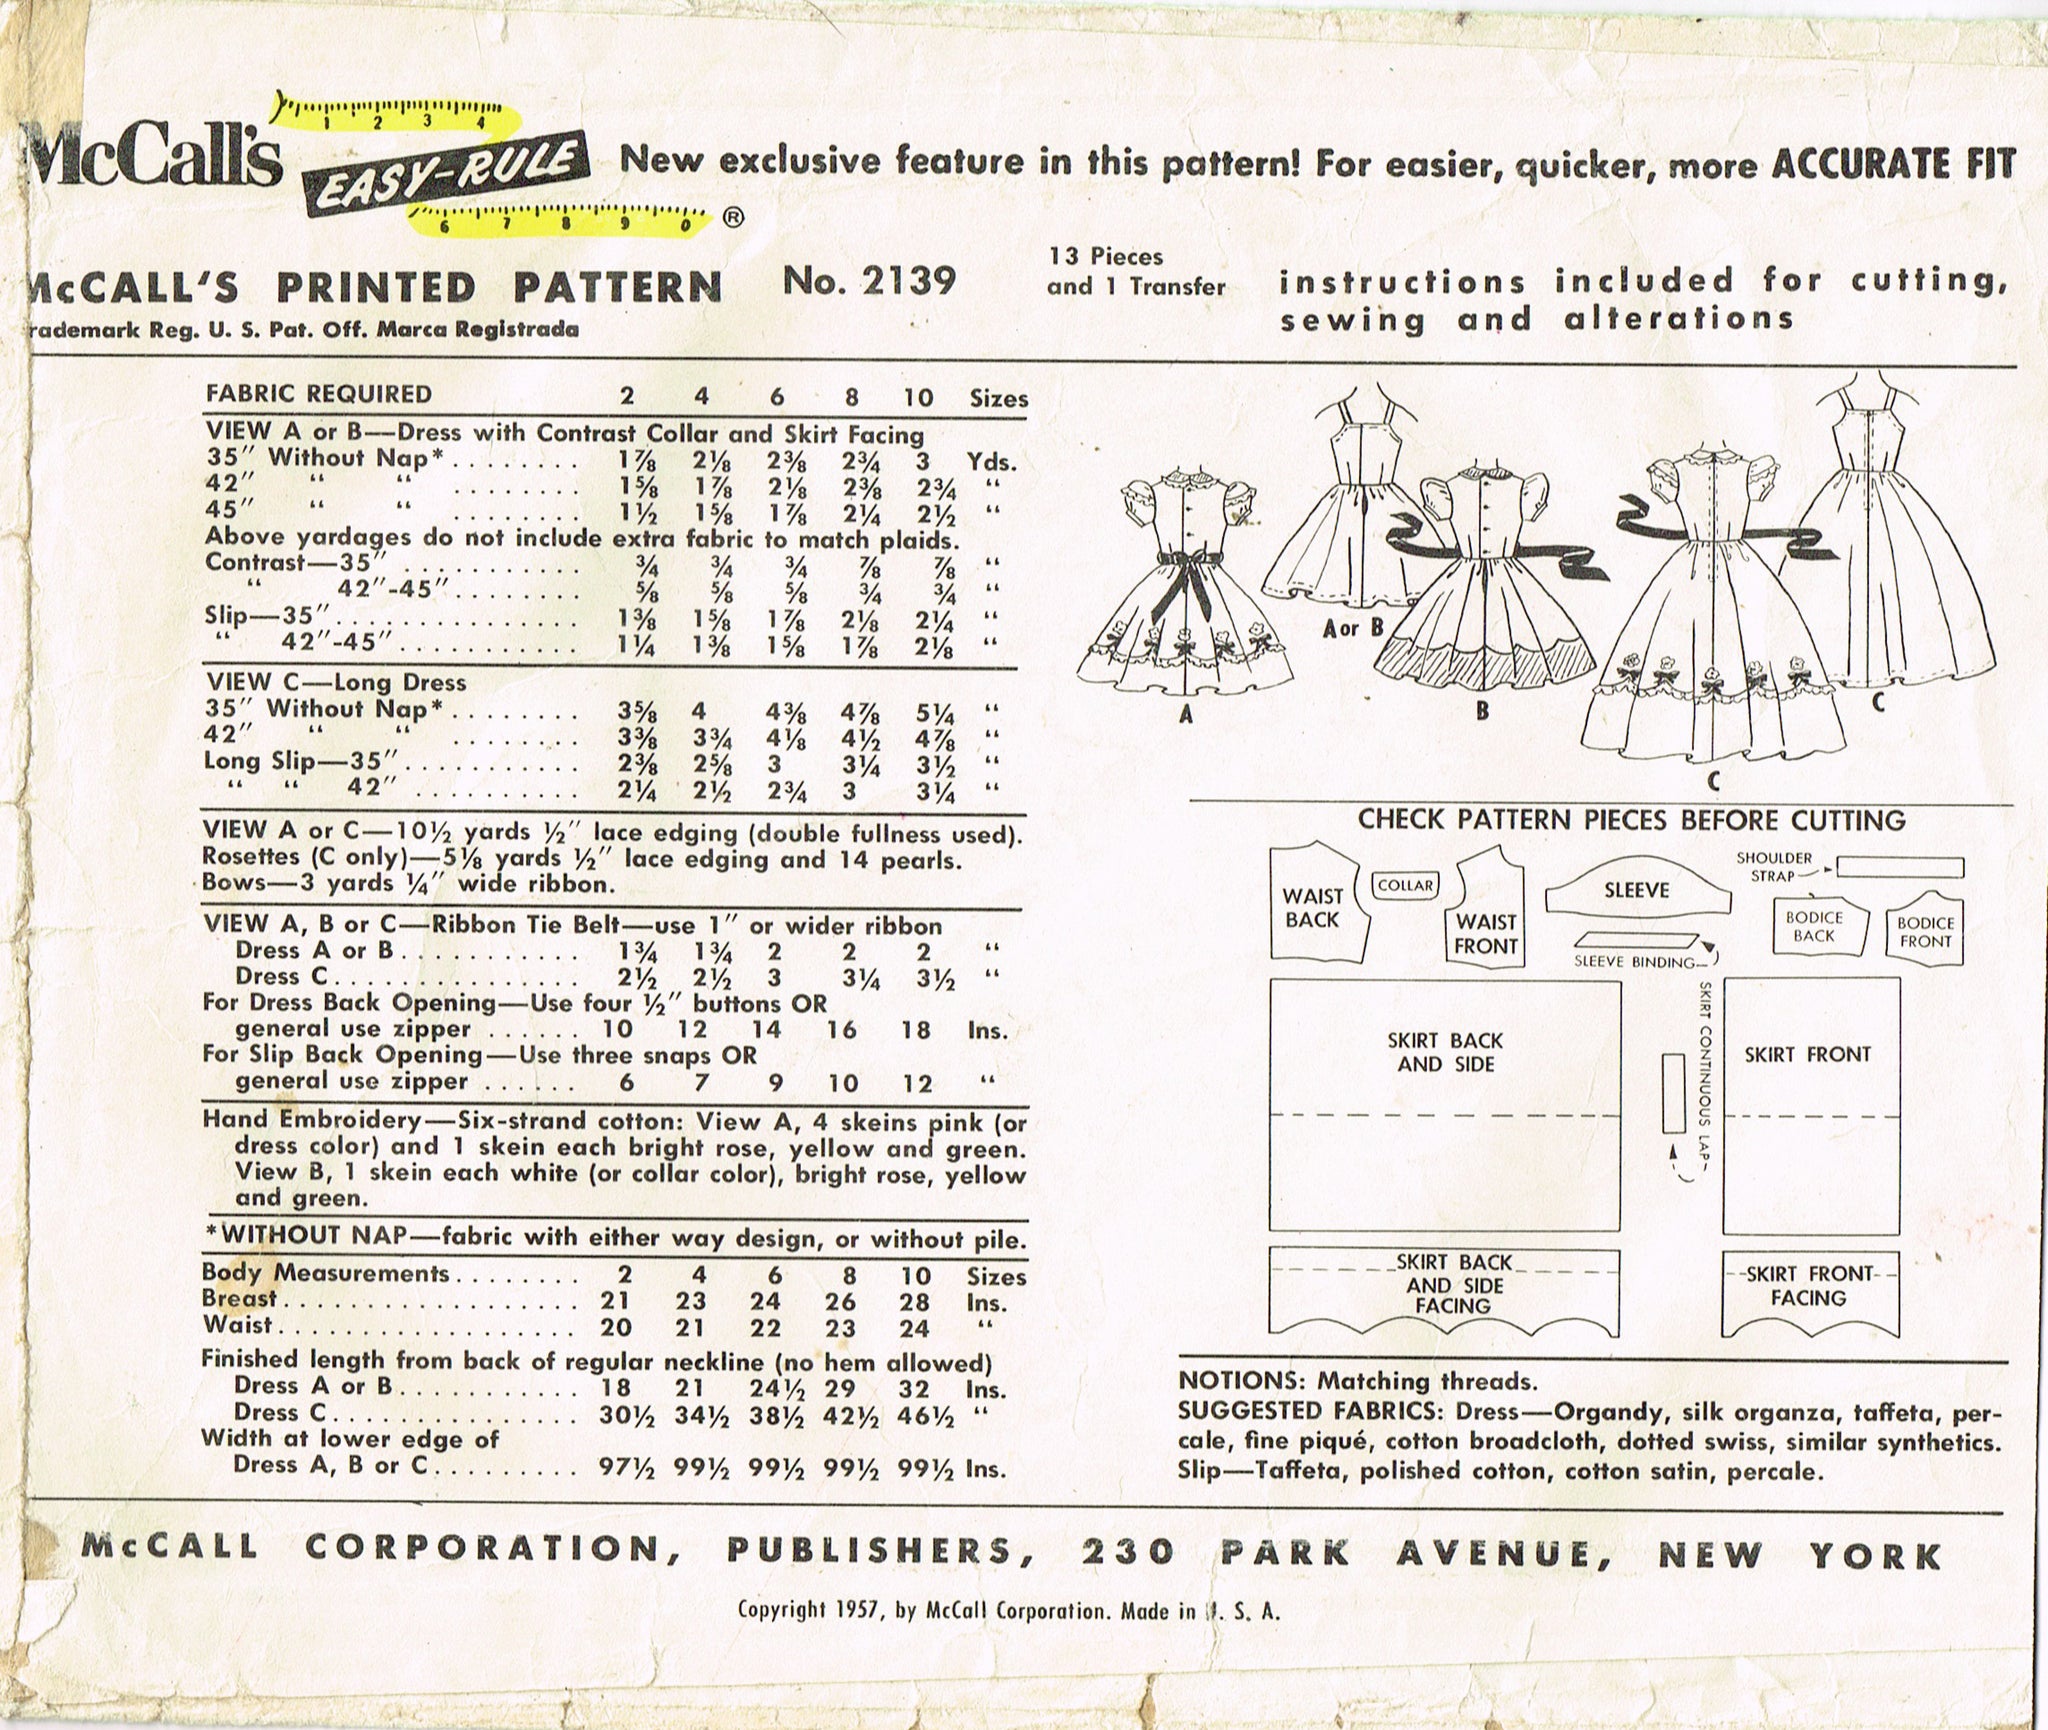 McCall's
1 2 3 4
EASY-RULE
6 7 8 9 0 ®
New exclusive feature in this pattern! For easier, quicker, more ACCURATE FIT
McCALL'S PRINTED PATTERN No. 2139
rademark Reg. U. S. Pat. Off. Marca Registrada
13 Pieces
and 1 Transfer
instructions included for cutting,
sewing and alterations
FABRIC REQUIRED 2 4 6 8 10 Sizes
VIEW A or B—Dress with Contrast Collar and Skirt Facing
35" Without Nap*........ 1⅞ 2⅛ 2⅜ 2¾ 3 Yds.
42" " " ........ 1⅝ 1⅞ 2⅛ 2⅜ 2¾ "
45" " " ........ 1½ 1⅝ 1⅞ 2¼ 2½ "
Above yardages do not include extra fabric to match plaids.
Contrast—35" ........... ¾ ¾ ¾ ⅞ ⅞ "
" 42"-45"........ ⅝ ⅝ ⅝ ¾ ¾ "
Slip—35"............... 1⅜ 1⅝ 1⅞ 2⅛ 2¼ "
" 42"-45"........... 1¼ 1⅜ 1⅝ 1⅞ 2⅛ "
VIEW C—Long Dress
35" Without Nap*........ 3⅝ 4 4⅜ 4⅞ 5¼ "
42" " " ........ 3⅜ 3¾ 4⅛ 4½ 4⅞ "
Long Slip—35"........... 2⅜ 2⅝ 3 3¼ 3½ "
" " 42" .......... 2¼ 2½ 2¾ 3 3¼ "
VIEW A or C—10½ yards ½" lace edging (double fullness used).
Rosettes (C only)—5⅛ yards ½" lace edging and 14 pearls.
Bows—3 yards ¼" wide ribbon.
VIEW A, B or C—Ribbon Tie Belt—use 1" or wider ribbon
Dress A or B........... 1¾ 1¾ 2 2 2 "
Dress C................ 2½ 2½ 3 3¼ 3½ "
For Dress Back Opening—Use four ½" buttons OR
general use zipper ...... 10 12 14 16 18 Ins.
For Slip Back Opening—Use three snaps OR
general use zipper ...... 6 7 9 10 12 "
Hand Embroidery—Six-strand cotton: View A, 4 skeins pink (or
dress color) and 1 skein each bright rose, yellow and green.
View B, 1 skein each white (or collar color), bright rose, yellow
and green.
*WITHOUT NAP—fabric with either way design, or without pile.
Body Measurements........ 2 4 6 8 10 Sizes
Breast.................. 21 23 24 26 28 Ins.
Waist................... 20 21 22 23 24 "
Finished length from back of regular neckline (no hem allowed)
Dress A or B........... 18 21 24½ 29 32 Ins.
Dress C................ 30½ 34½ 38½ 42½ 46½ "
Width at lower edge of
Dress A, B or C......... 97½ 99½ 99½ 99½ 99½ Ins.
A
A or B
B
C
C
CHECK PATTERN PIECES BEFORE CUTTING
WAIST
BACK
COLLAR
WAIST
FRONT
SLEEVE
SLEEVE BINDING
SHOULDER
STRAP
BODICE
BACK
BODICE
FRONT
SKIRT BACK
AND SIDE
SKIRT CONTINUOUS LAP
SKIRT FRONT
SKIRT BACK
AND SIDE
FACING
SKIRT FRONT
FACING
NOTIONS: Matching threads.
SUGGESTED FABRICS: Dress—Organdy, silk organza, taffeta, per-
cale, fine piqué, cotton broadcloth, dotted swiss, similar synthetics.
Slip—Taffeta, polished cotton, cotton satin, percale.
McCALL CORPORATION, PUBLISHERS, 230 PARK AVENUE, NEW YORK
Copyright 1957, by McCall Corporation. Made in U. S. A.